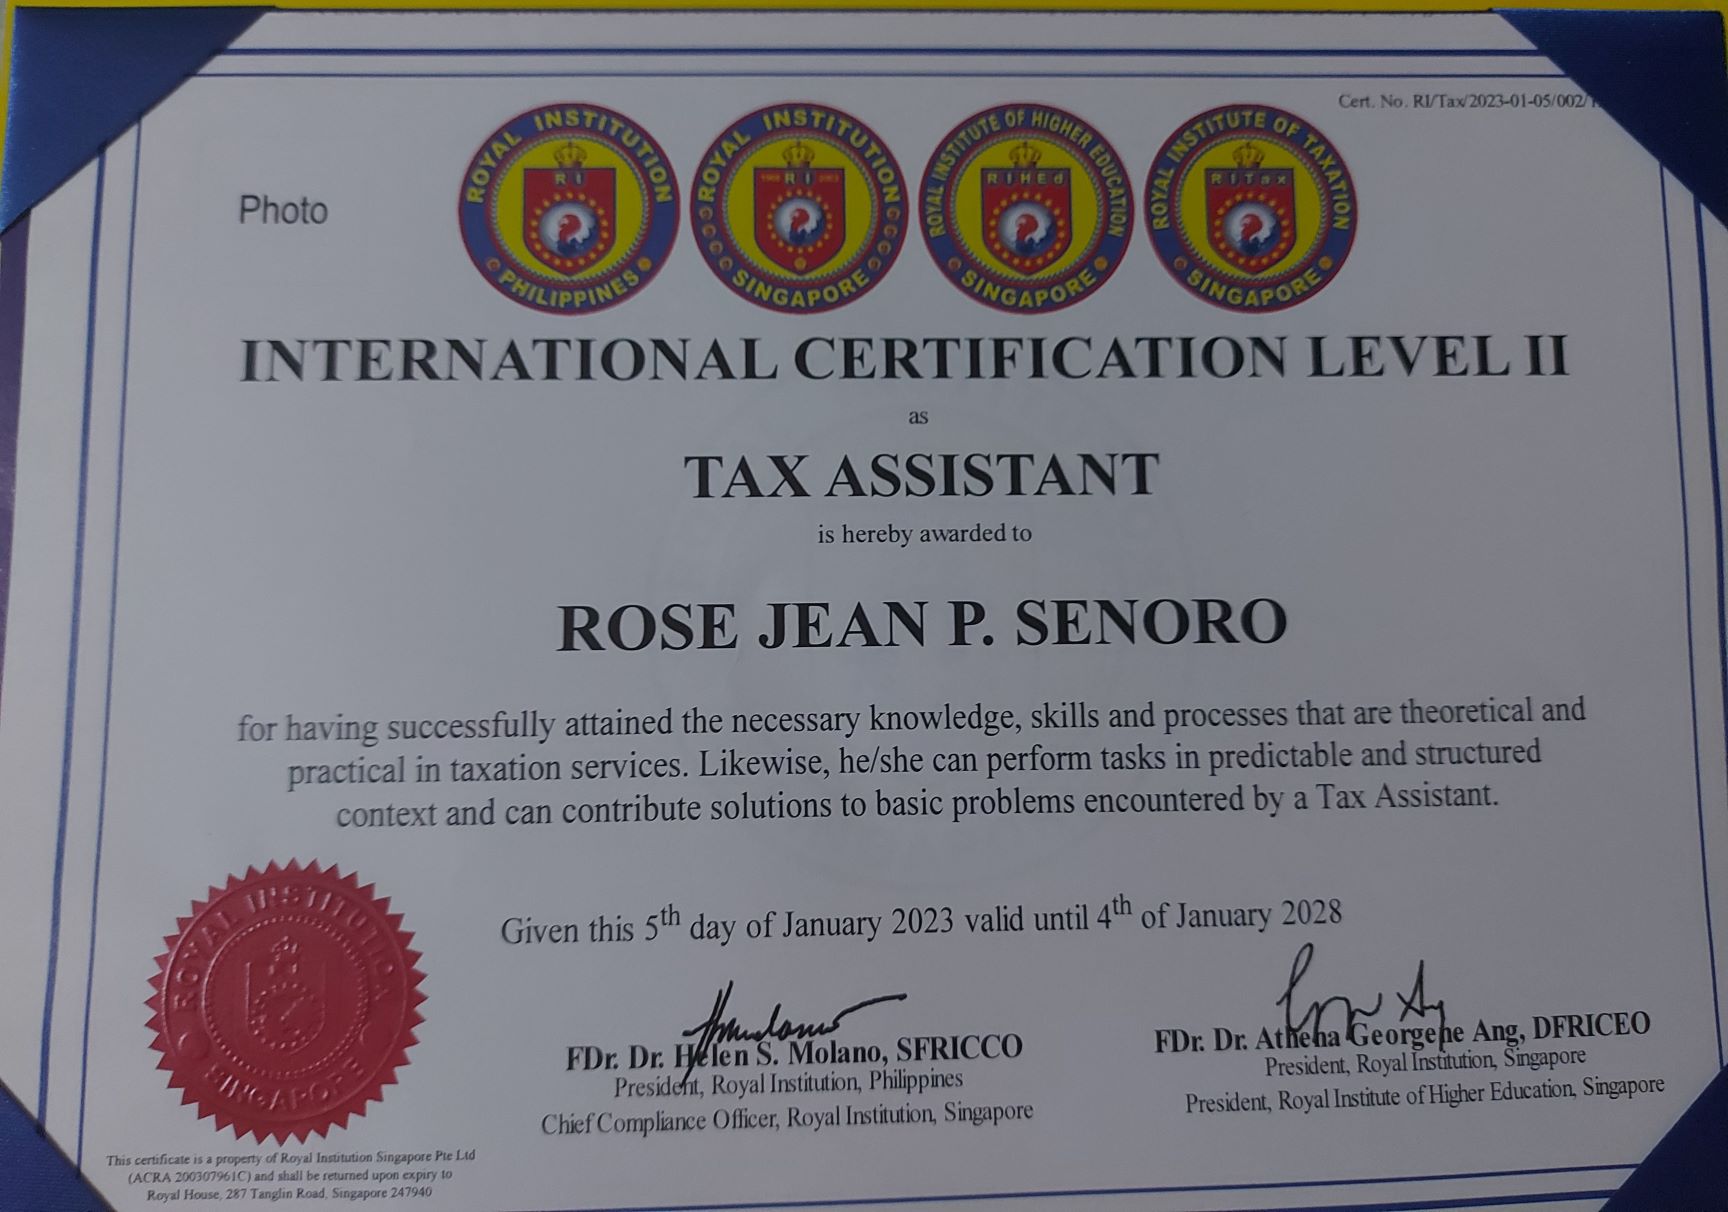 Cert. No. RI/Tax/2023-01-05/002/
Photo
ROYAL INSTITUTION
RI
PHILIPPINES
ROYAL INSTITUTION
RI
SINGAPORE
ROYAL INSTITUTE OF HIGHER EDUCATION
RIHEd
SINGAPORE
ROYAL INSTITUTE OF TAXATION
RITax
SINGAPORE
INTERNATIONAL CERTIFICATION LEVEL II
as
TAX ASSISTANT
is hereby awarded to
ROSE JEAN P. SENORO
for having successfully attained the necessary knowledge, skills and processes that are theoretical and
practical in taxation services. Likewise, he/she can perform tasks in predictable and structured
context and can contribute solutions to basic problems encountered by a Tax Assistant.
Given this 5th day of January 2023 valid until 4th of January 2028
ROYAL INSTITUTION
SINGAPORE
FDr. Dr. Helen S. Molano, SFRICCO
President, Royal Institution, Philippines
Chief Compliance Officer, Royal Institution, Singapore
FDr. Dr. Athena Georgene Ang, DFRICEO
President, Royal Institution, Singapore
President, Royal Institute of Higher Education, Singapore
This certificate is a property of Royal Institution Singapore Pte Ltd
(ACRA 200307961C) and shall be returned upon expiry to
Royal House, 287 Tanglin Road, Singapore 247940